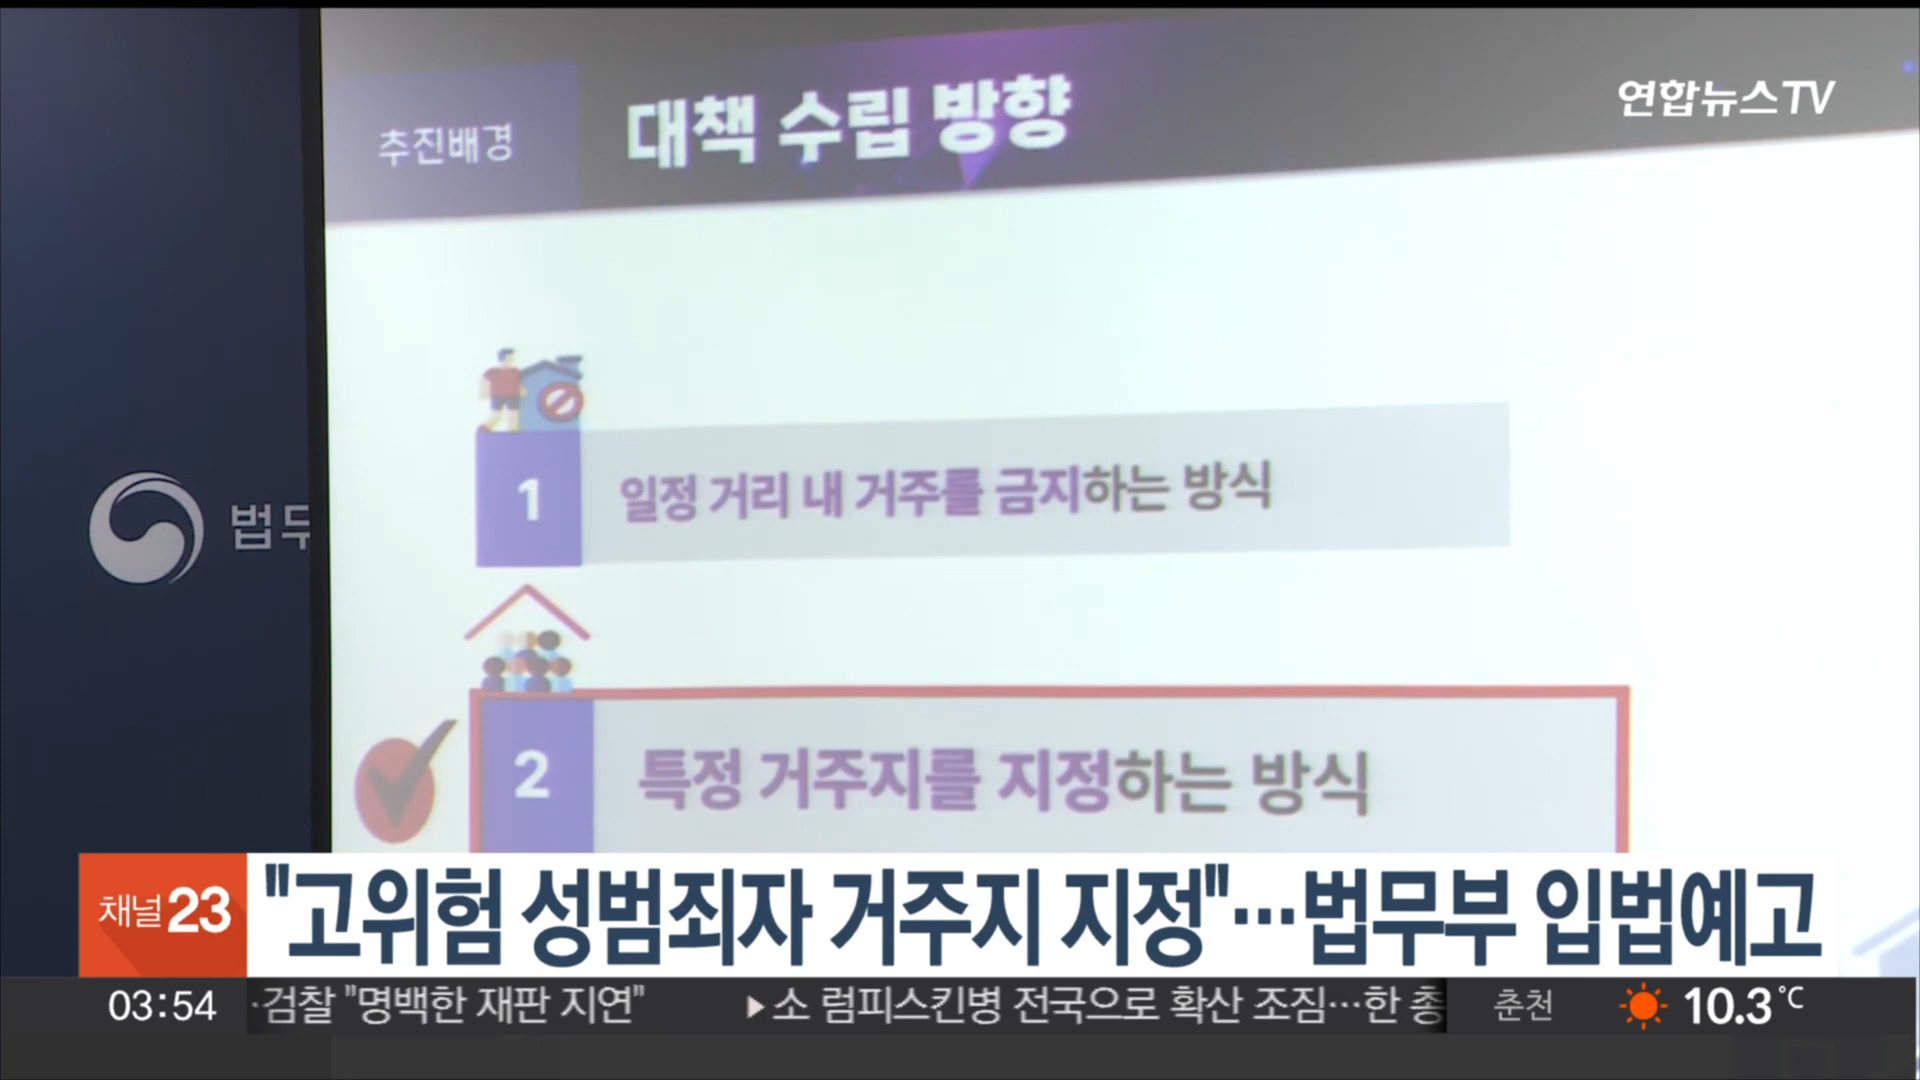 연합뉴스TV
추진배경
대책 수립 방향
1
일정 거리 내 거주를 금지하는 방식
법무
2
특정 거주지를 지정하는 방식
채널23
"고위험 성범죄자 거주지 지정"…법무부 입법예고
03:54
·검찰 "명백한 재판 지연" ▶소 럼피스킨병 전국으로 확산 조짐…한 총
춘천
10.3℃